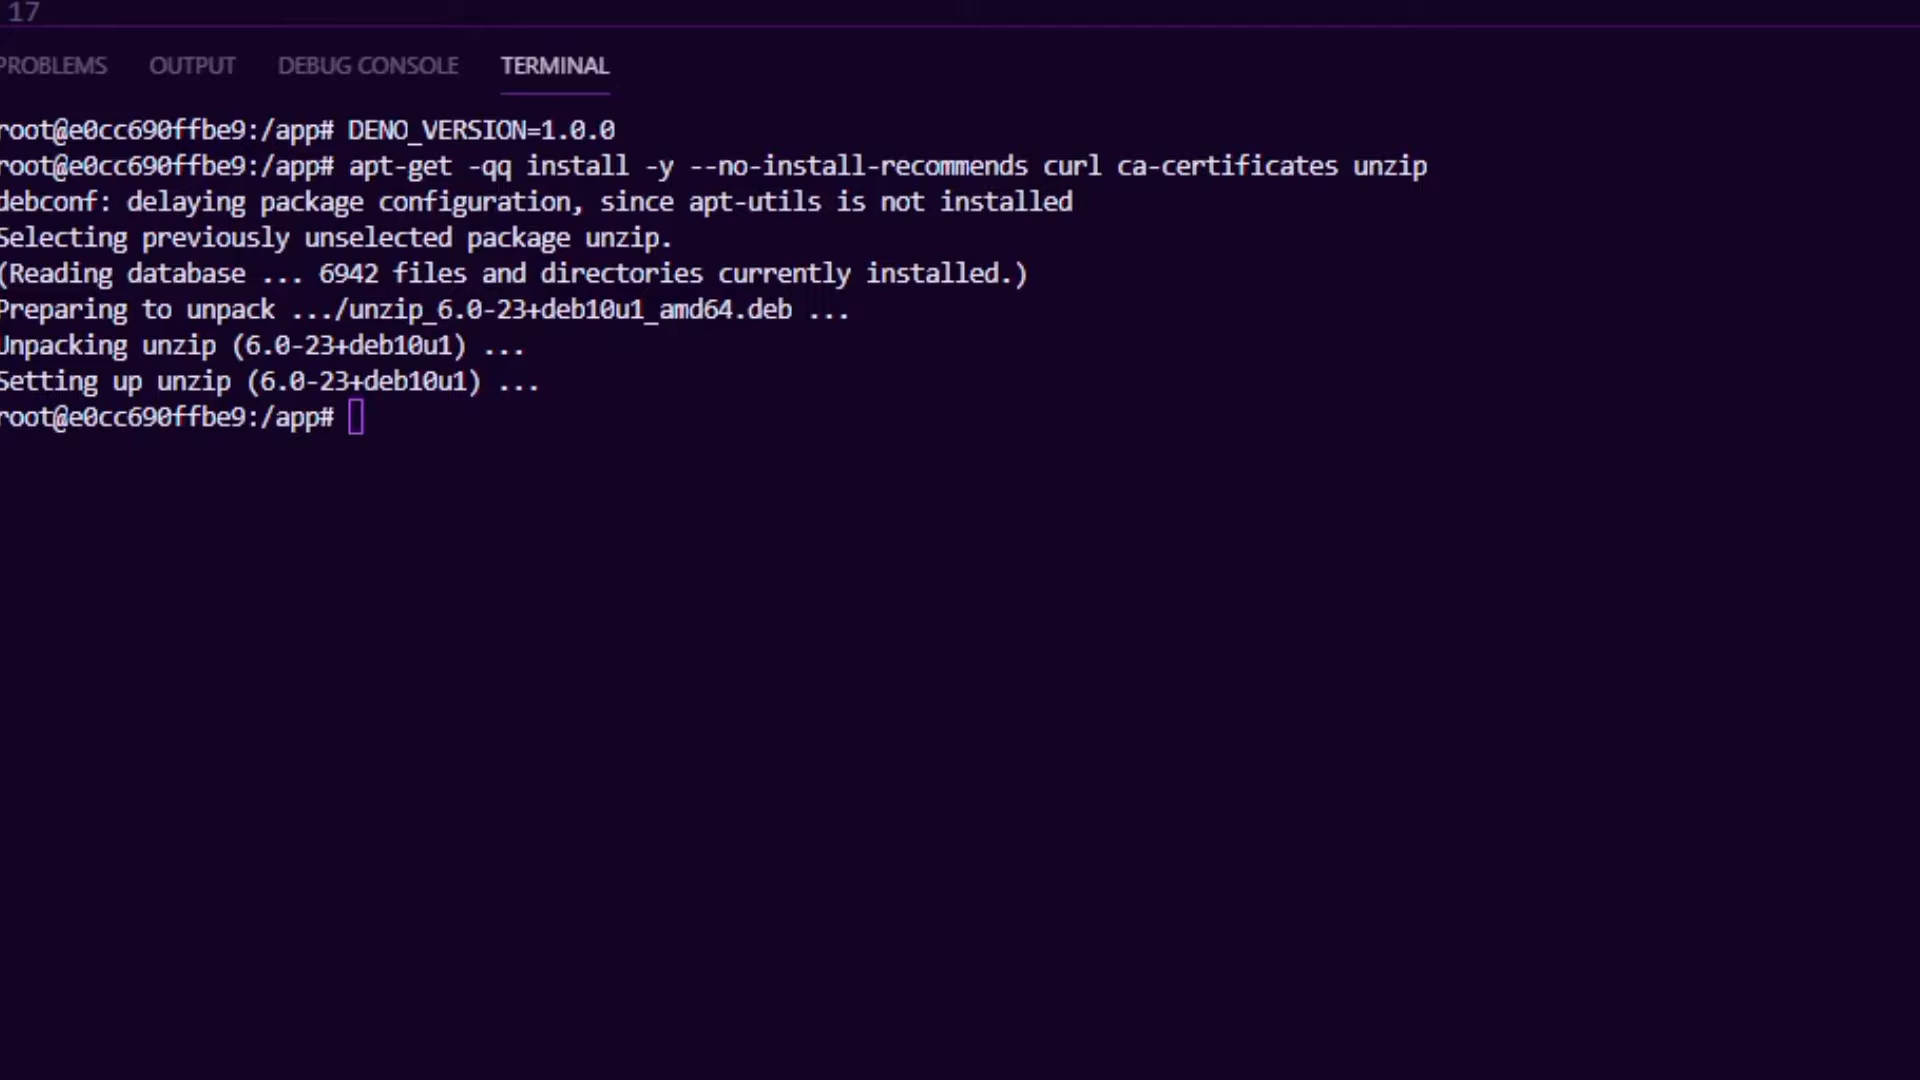 17
PROBLEMS OUTPUT DEBUG CONSOLE TERMINAL
root@e0cc690ffbe9:/app# DENO_VERSION=1.0.0
root@e0cc690ffbe9:/app# apt-get -qq install -y --no-install-recommends curl ca-certificates unzip
debconf: delaying package configuration, since apt-utils is not installed
Selecting previously unselected package unzip.
(Reading database ... 6942 files and directories currently installed.)
Preparing to unpack .../unzip_6.0-23+deb10u1_amd64.deb ...
Unpacking unzip (6.0-23+deb10u1) ...
Setting up unzip (6.0-23+deb10u1) ...
root@e0cc690ffbe9:/app#